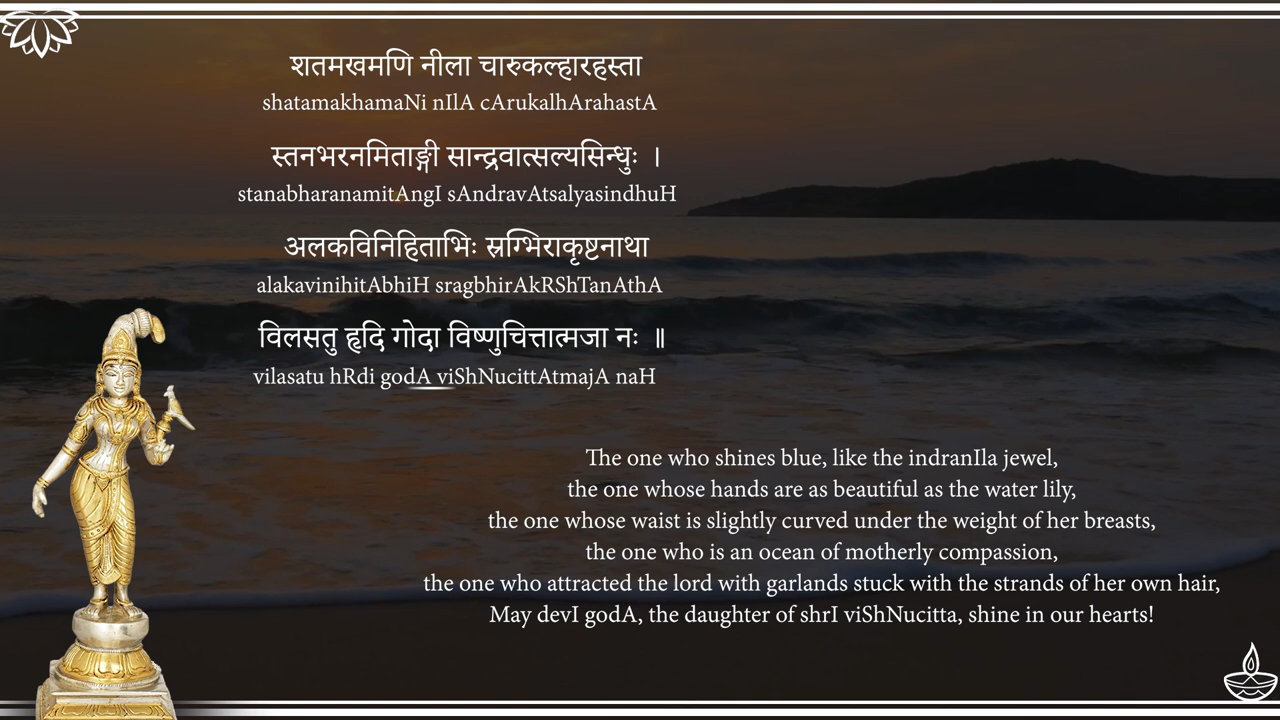 शतमखमणि नीला चारुकल्हारहस्ता
shatamakhamaNi nIlA cArukalhArahastA
स्तनभरनमिताङ्गी सान्द्रवात्सल्यसिन्धुः ।
stanabharanamitAngI sAndravAtsalyasindhuH
अलकविनिहिताभिः स्रग्भिराकृष्टनाथा
alakavinihitAbhiH sragbhirAkRShTanAthA
विलसतु हृदि गोदा विष्णुचित्तात्मजा नः ॥
vilasatu hRdi godA viShNucittAtmajA naH
The one who shines blue, like the indranIla jewel,
the one whose hands are as beautiful as the water lily,
the one whose waist is slightly curved under the weight of her breasts,
the one who is an ocean of motherly compassion,
the one who attracted the lord with garlands stuck with the strands of her own hair,
May devI godA, the daughter of shrI viShNucitta, shine in our hearts!